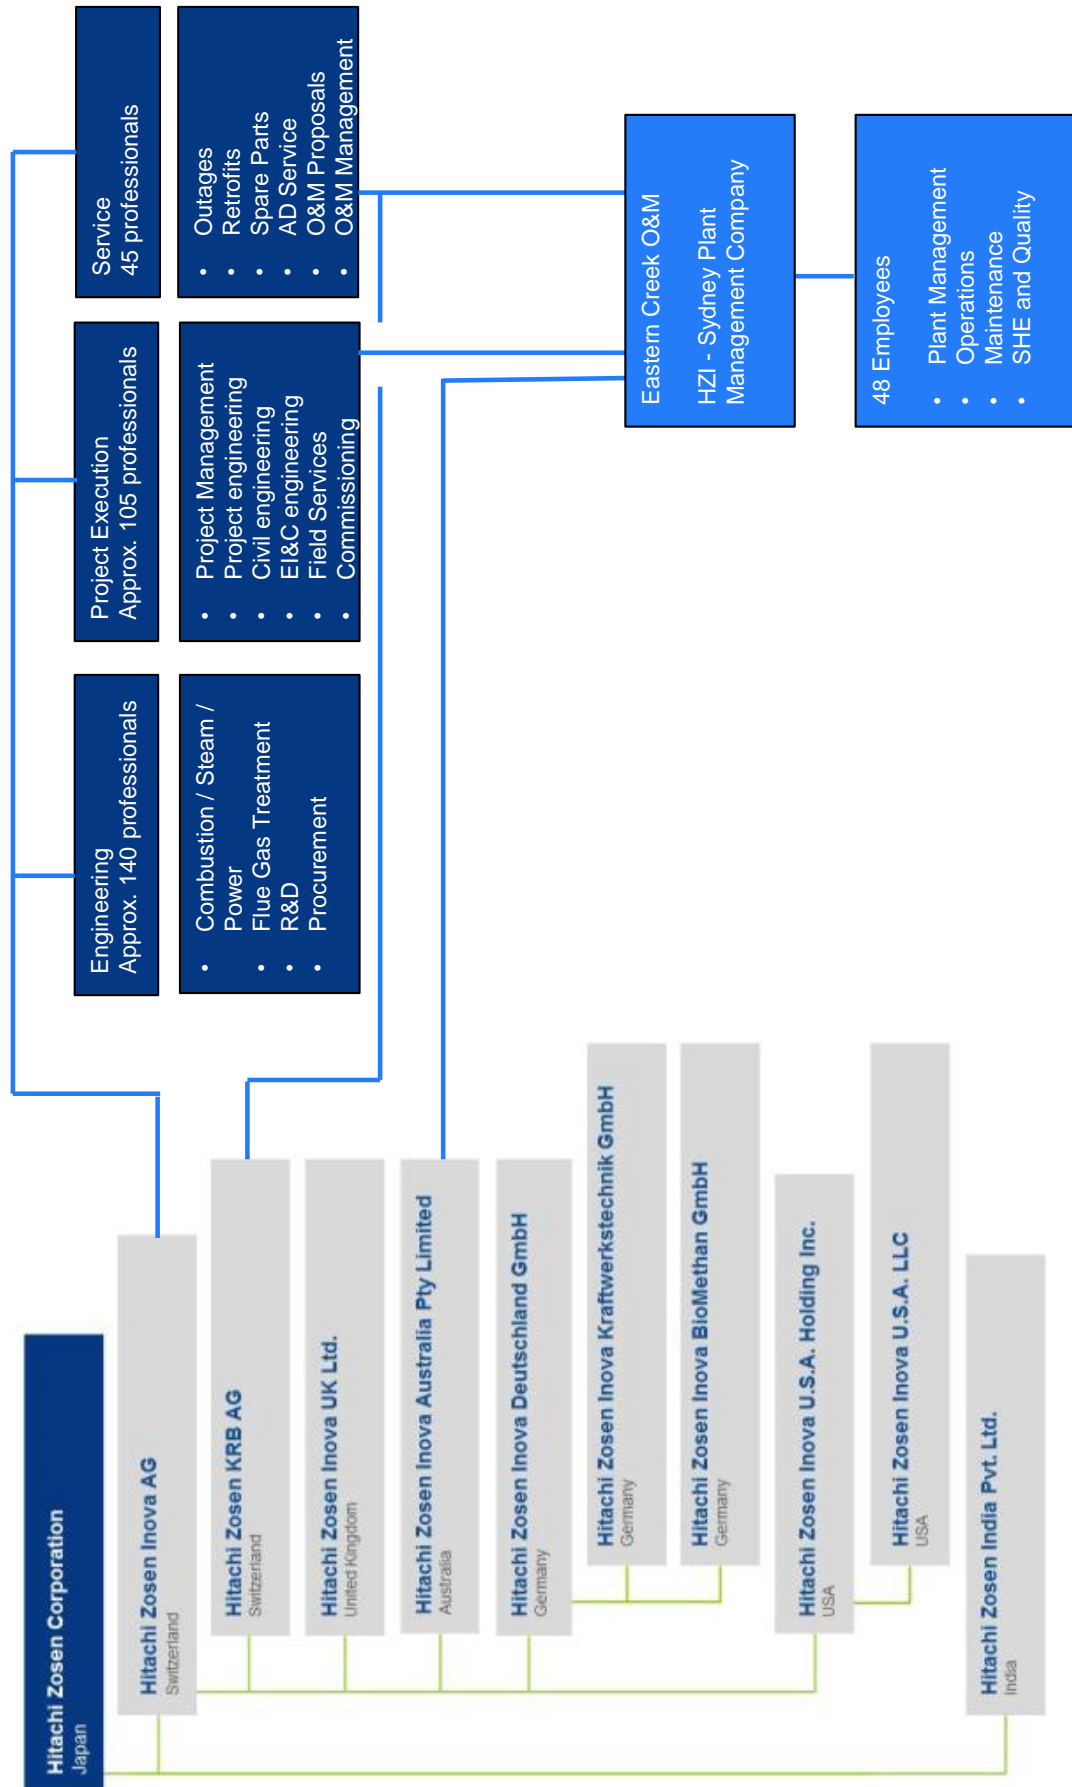 Hitachi Zosen Corporation
Japan
Hitachi Zosen Inova AG
Switzerland
Hitachi Zosen KRB AG
Switzerland
Hitachi Zosen Inova UK Ltd.
United Kingdom
Hitachi Zosen Inova Australia Pty Limited
Australia
Hitachi Zosen Inova Deutschland GmbH
Germany
Hitachi Zosen Inova Kraftwerkstechnik GmbH
Germany
Hitachi Zosen Inova BioMethan GmbH
Germany
Hitachi Zosen Inova U.S.A. Holding Inc.
USA
Hitachi Zosen Inova U.S.A. LLC
USA
Hitachi Zosen India Pvt. Ltd.
India
Engineering
Approx. 140 professionals
• Combustion / Steam /
Power
• Flue Gas Treatment
• R&D
• Procurement
Project Execution
Approx. 105 professionals
• Project Management
• Project engineering
• Civil engineering
• EI&C engineering
• Field Services
• Commissioning
Service
45 professionals
• Outages
• Retrofits
• Spare Parts
• AD Service
• O&M Proposals
• O&M Management
Eastern Creek O&M
HZI - Sydney Plant
Management Company
48 Employees
• Plant Management
• Operations
• Maintenance
• SHE and Quality